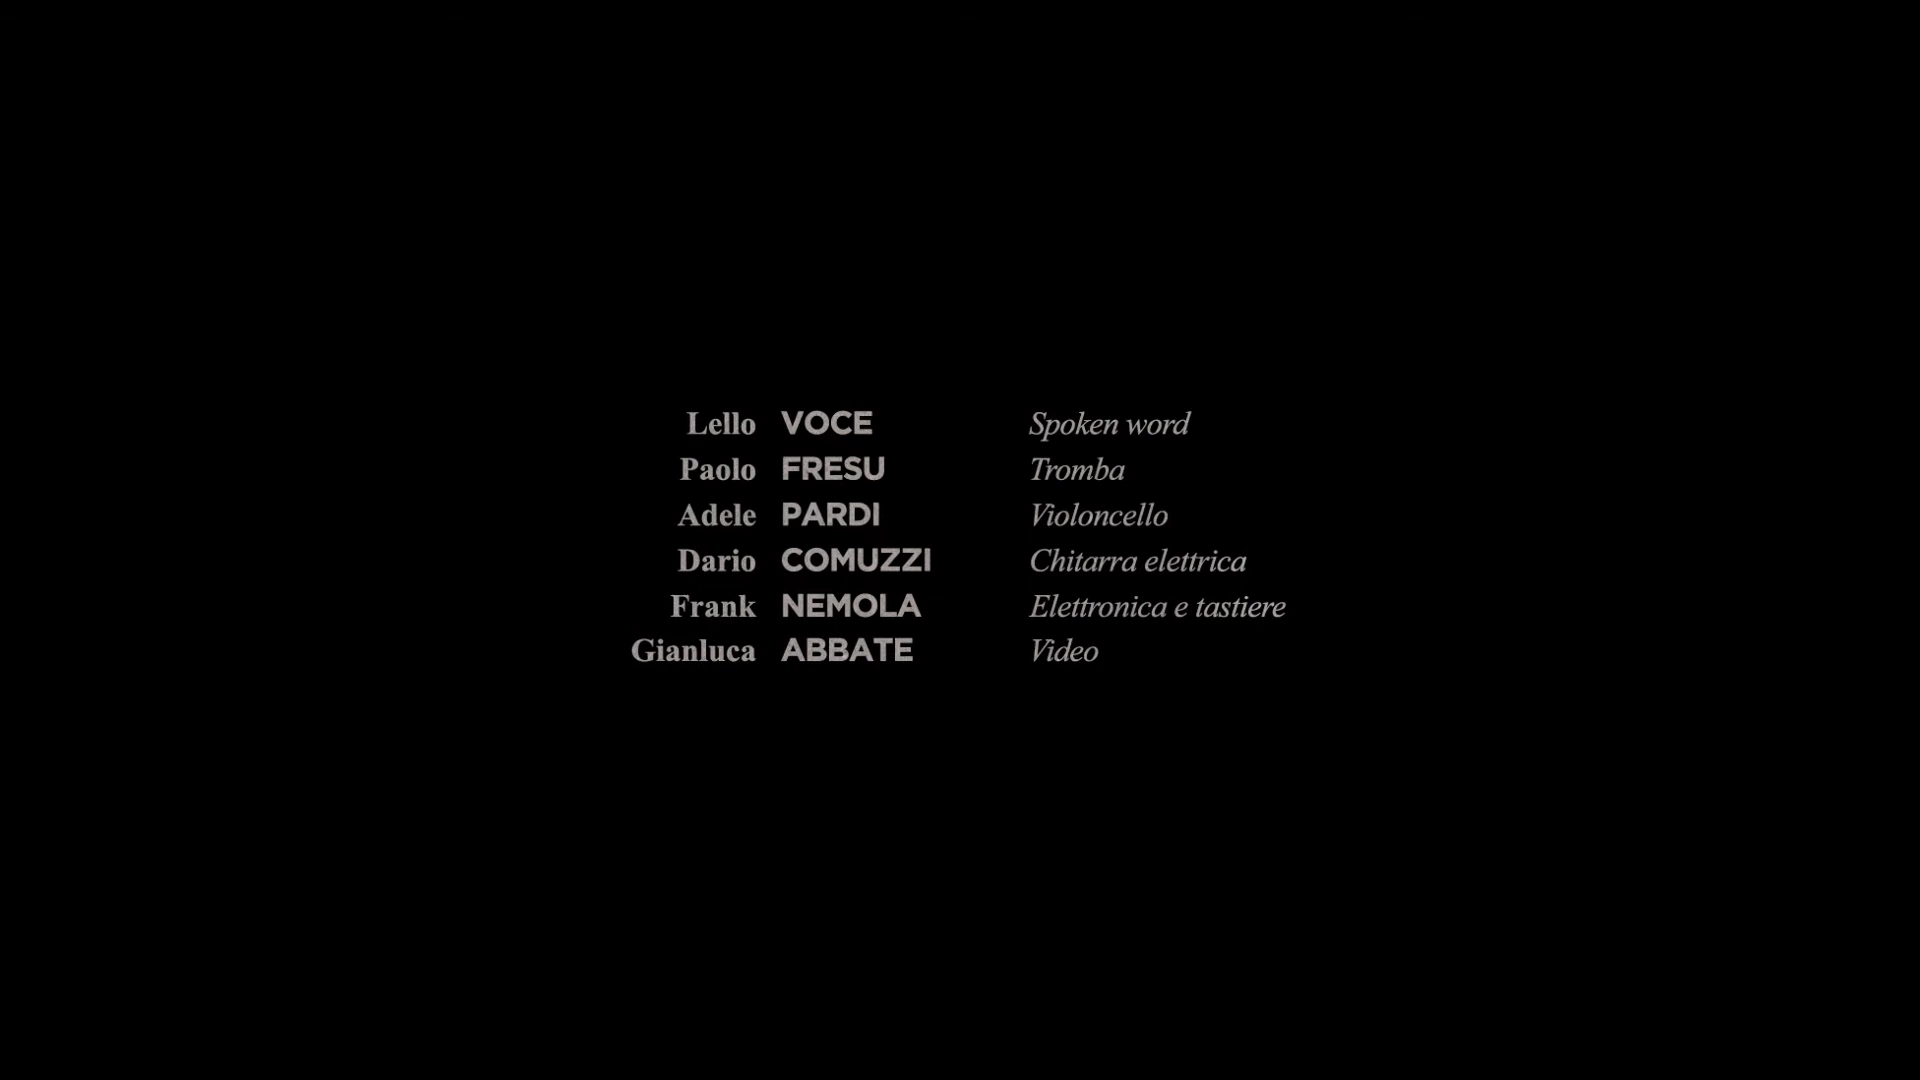 Lello VOCE Spoken word
Paolo FRESU Tromba
Adele PARDI Violoncello
Dario COMUZZI Chitarra elettrica
Frank NEMOLA Elettronica e tastiere
Gianluca ABBATE Video